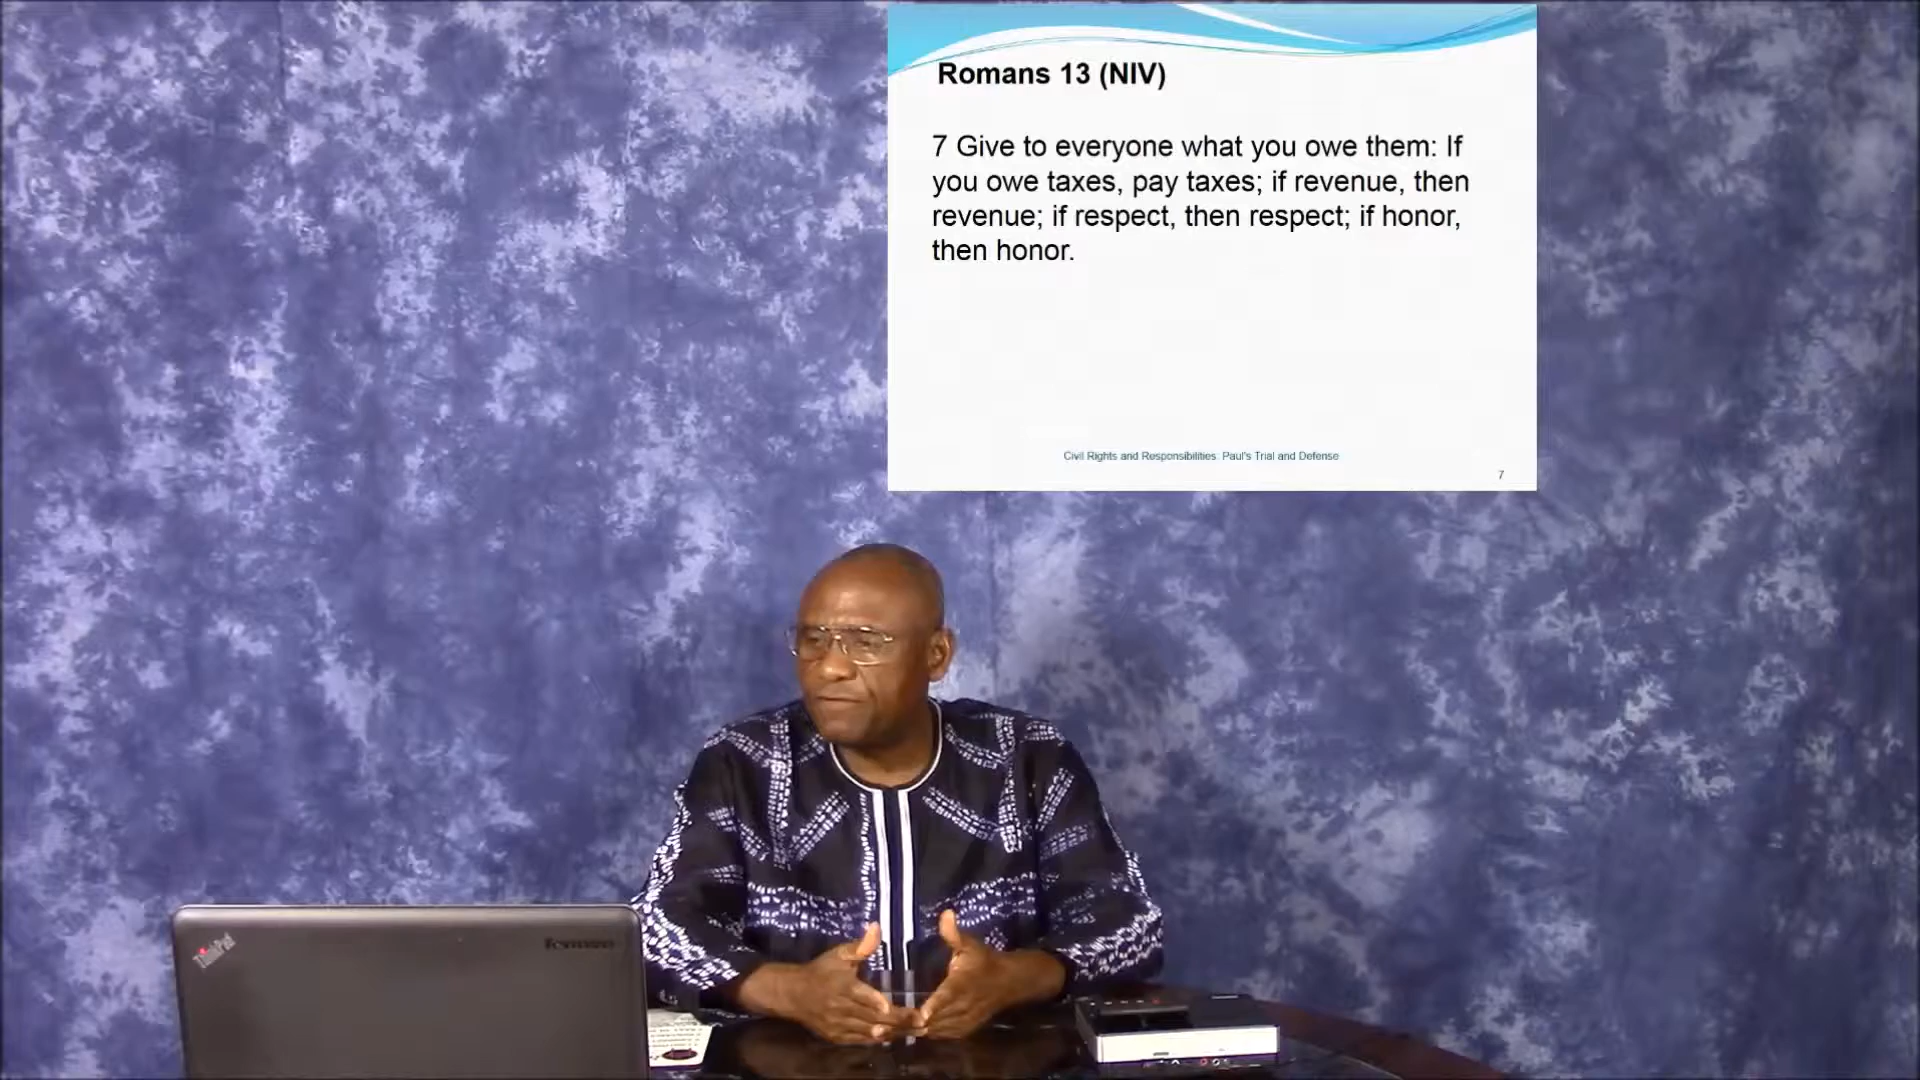 Romans 13 (NIV)
7 Give to everyone what you owe them: If
you owe taxes, pay taxes; if revenue, then
revenue; if respect, then respect; if honor,
then honor.
Civil Rights and Responsibilities: Paul's Trial and Defense
7
ThinkPad
lenovo